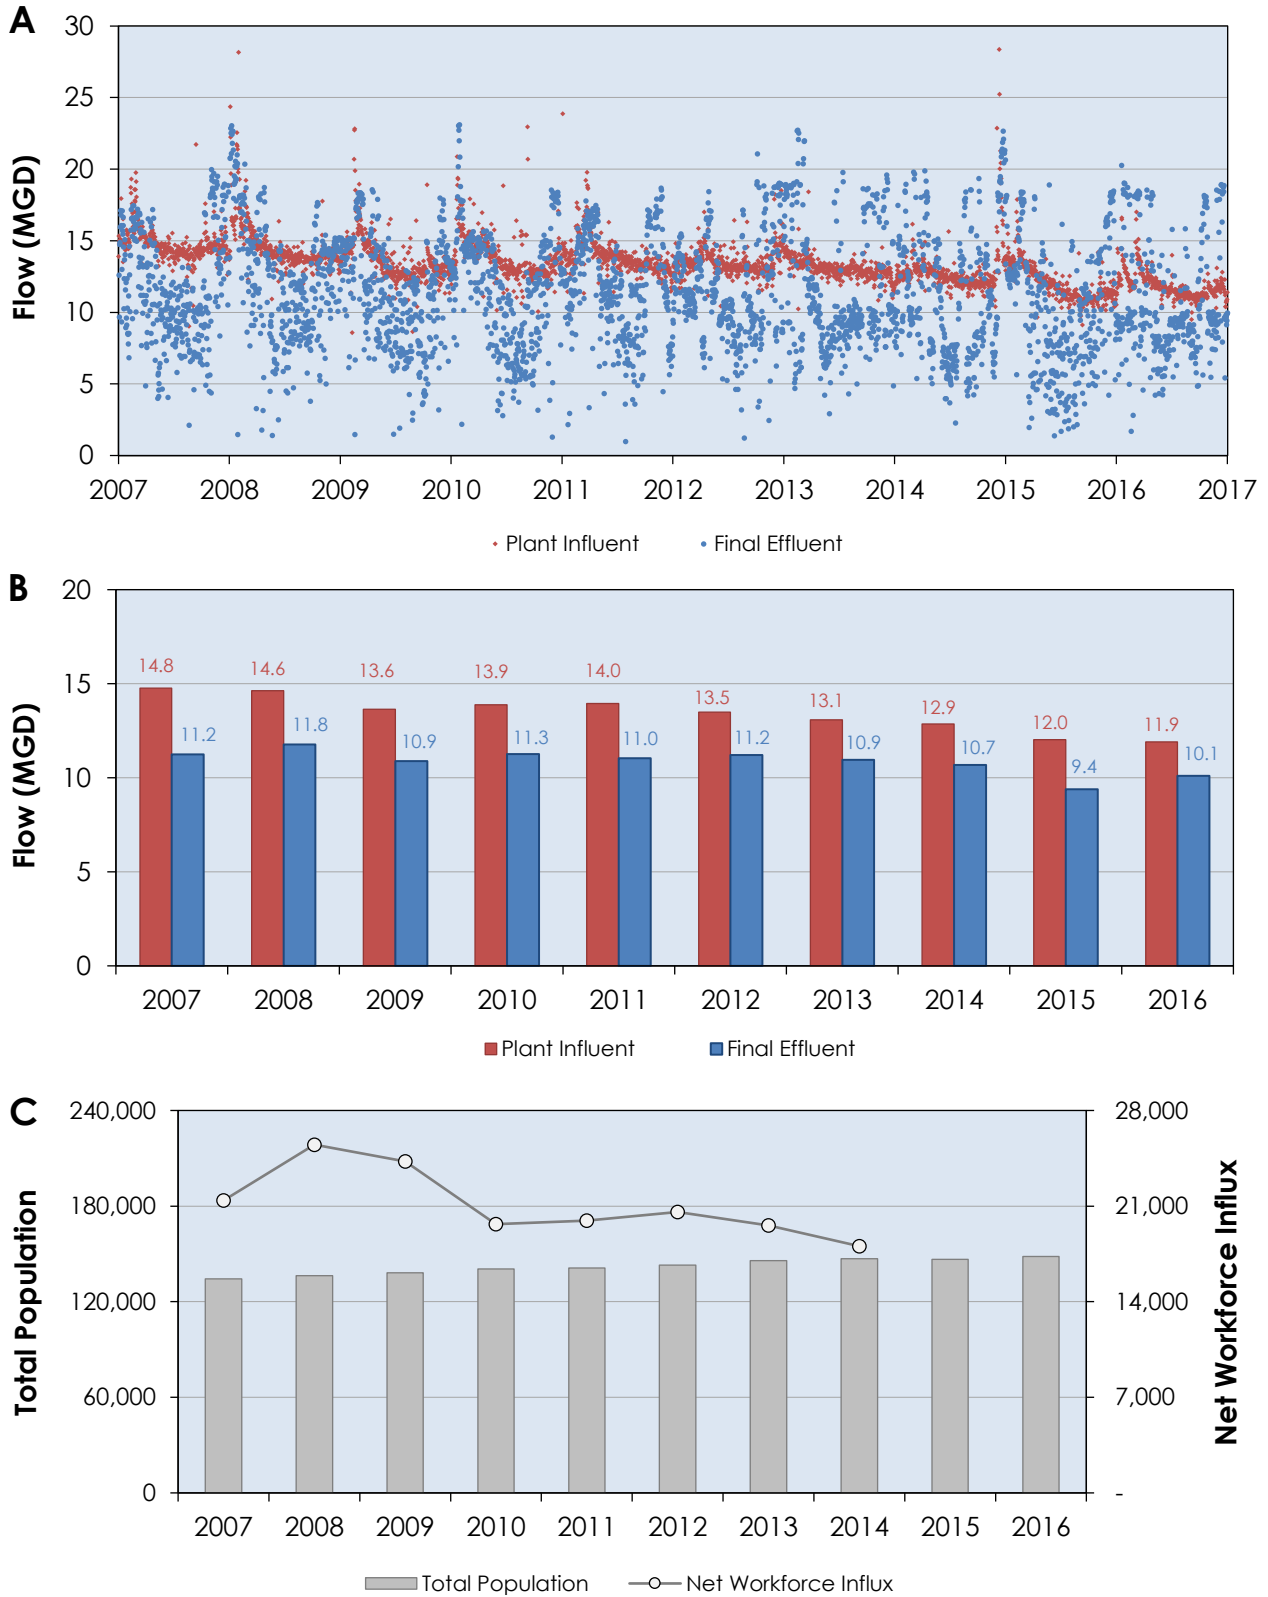 A
30
25
20
15
10
5
0
Flow (MGD)
2007 2008 2009 2010 2011 2012 2013 2014 2015 2016 2017
Plant Influent Final Effluent
B
20
15
10
5
0
Flow (MGD)
14.8 14.6 13.6 13.9 14.0 13.5 13.1 12.9 12.0 11.9
11.2 11.8 10.9 11.3 11.0 11.2 10.9 10.7 9.4 10.1
2007 2008 2009 2010 2011 2012 2013 2014 2015 2016
Plant Influent Final Effluent
C
240,000
180,000
120,000
60,000
0
Total Population
28,000
21,000
14,000
7,000
-
Net Workforce Influx
2007 2008 2009 2010 2011 2012 2013 2014 2015 2016
Total Population Net Workforce Influx